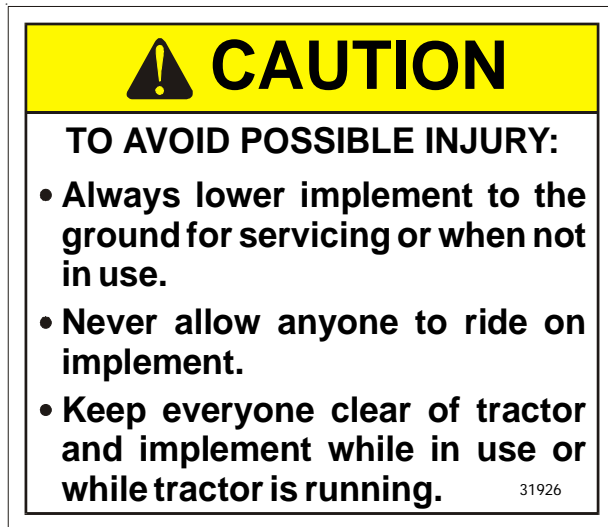 CAUTION
TO AVOID POSSIBLE INJURY:
• Always lower implement to the
ground for servicing or when not
in use.
• Never allow anyone to ride on
implement.
• Keep everyone clear of tractor
and implement while in use or
while tractor is running. 31926